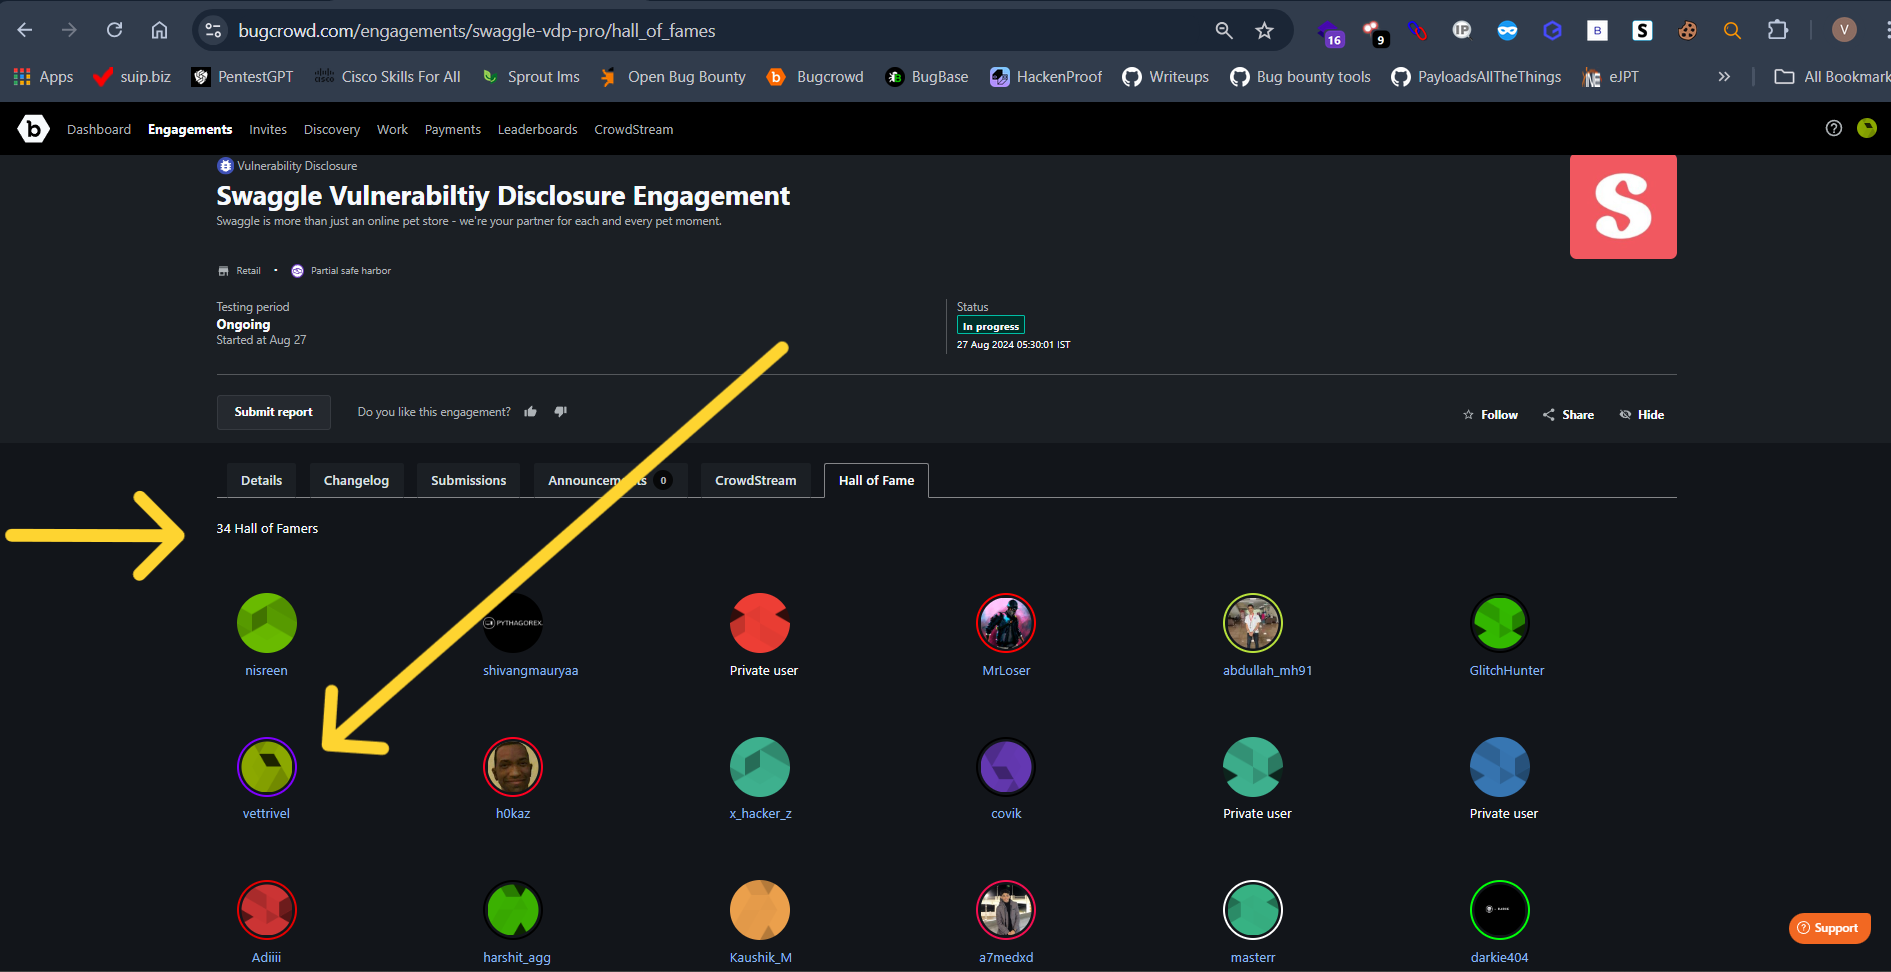 bugcrowd.com/engagements/swaggle-vdp-pro/hall_of_fames
16
9
IP
B
S
V
Apps
suip.biz
PentestGPT
Cisco Skills For All
Sprout Ims
Open Bug Bounty
Bugcrowd
BugBase
HackenProof
Writeups
Bug bounty tools
PayloadsAllTheThings
eJPT
All Bookmark
b Dashboard Engagements Invites Discovery Work Payments Leaderboards CrowdStream
Vulnerability Disclosure
Swaggle Vulnerabiltiy Disclosure Engagement
Swaggle is more than just an online pet store - we're your partner for each and every pet moment.
S
Retail • Partial safe harbor
Testing period
Ongoing
Started at Aug 27
Status
In progress
27 Aug 2024 05:30:01 IST
Submit report Do you like this engagement?
Follow Share Hide
Details Changelog Submissions Announcements 0 CrowdStream Hall of Fame
34 Hall of Famers
PYTHAGOREX
nisreen shivangmauryaa Private user MrLoser abdullah_mh91 GlitchHunter
vettrivel h0kaz x_hacker_z covik Private user Private user
Adiiii harshit_agg Kaushik_M a7medxd masterr darkie404
Support